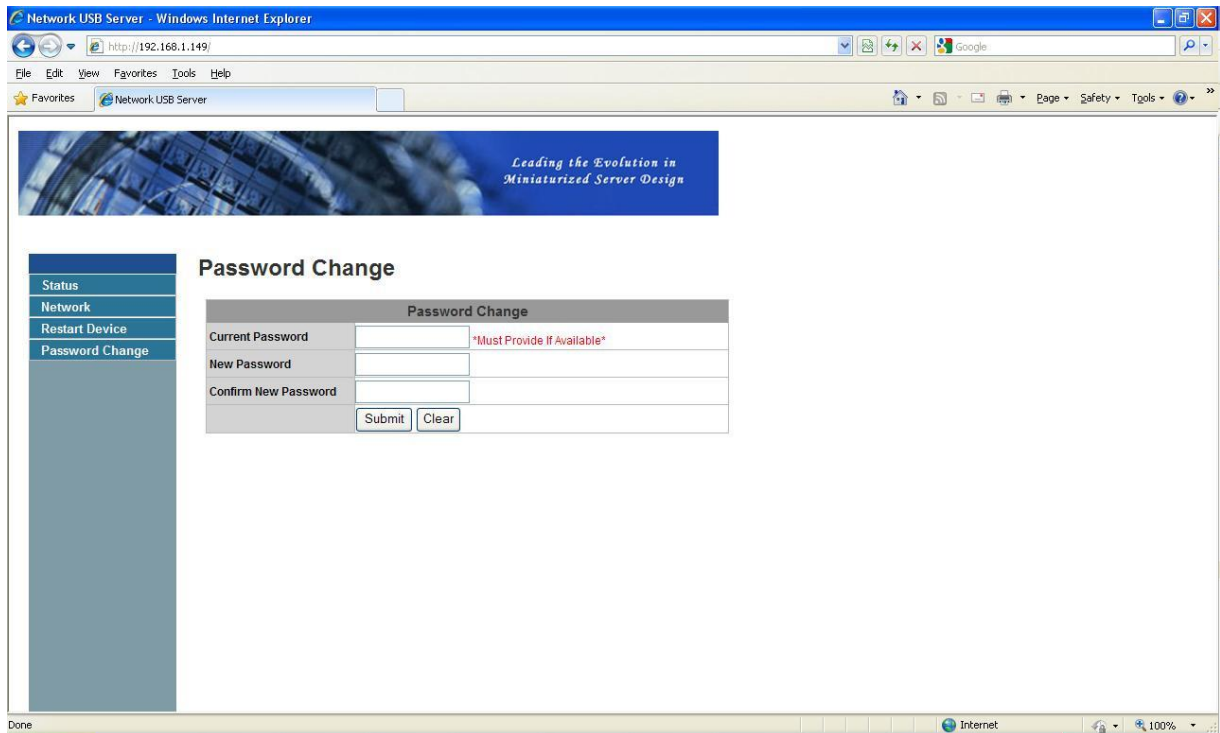 Network USB Server - Windows Internet Explorer
http://192.168.1.149/
Google
File Edit View Favorites Tools Help
Favorites Network USB Server Page Safety Tools
Leading the Evolution in
Miniaturized Server Design
Password Change
Status
Network
Restart Device
Password Change
Password Change
Current Password *Must Provide If Available*
New Password
Confirm New Password
Submit Clear
Done Internet 100%